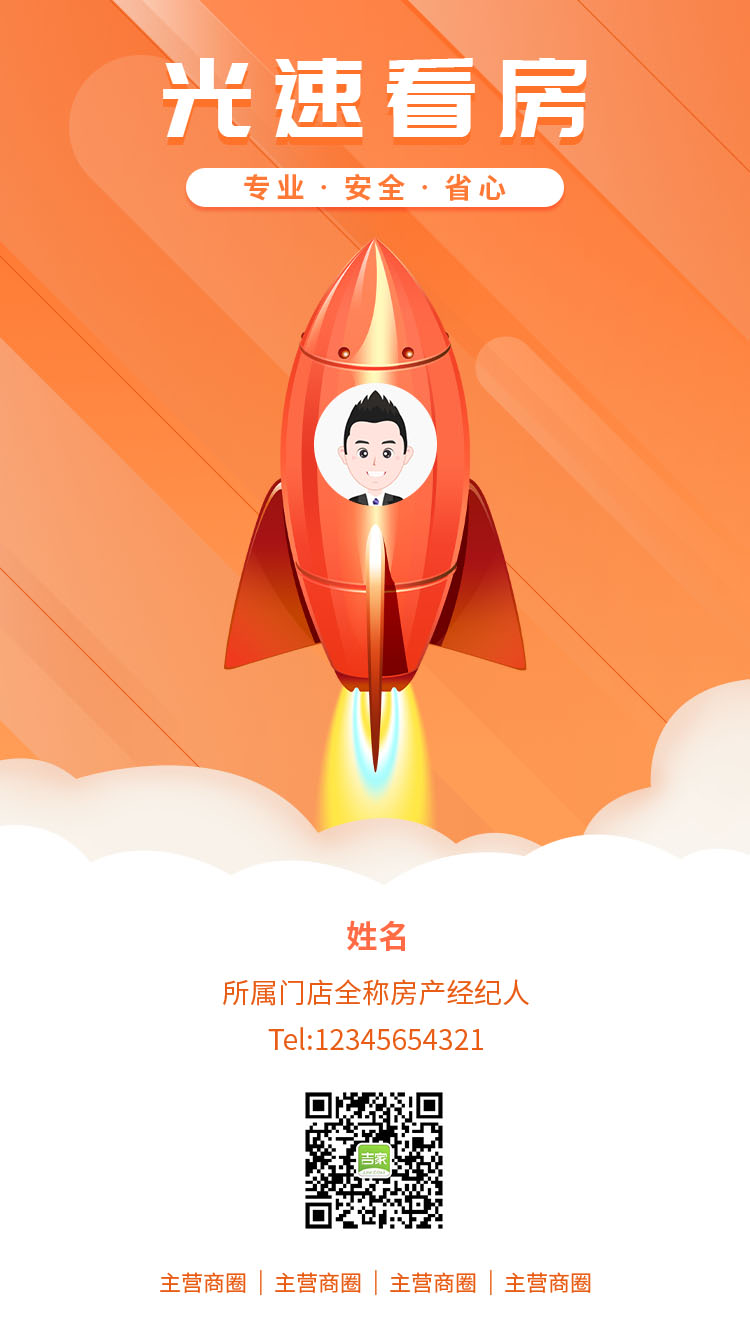 光速看房
专业·安全·省心
姓名
所属门店全称房产经纪人
Tel:12345654321
吉家
主营商圈 | 主营商圈 | 主营商圈 | 主营商圈